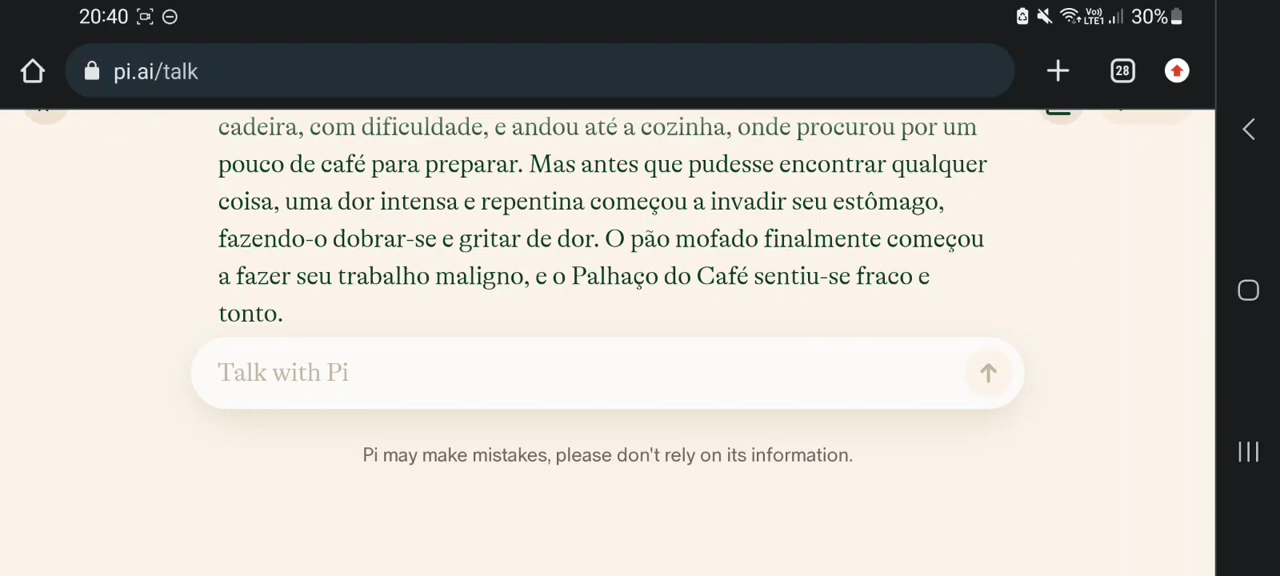 20:40
Vo)
LTE1
30%
pi.ai/talk
28
cadeira, com dificuldade, e andou até a cozinha, onde procurou por um
pouco de café para preparar. Mas antes que pudesse encontrar qualquer
coisa, uma dor intensa e repentina começou a invadir seu estômago,
fazendo-o dobrar-se e gritar de dor. O pão mofado finalmente começou
a fazer seu trabalho maligno, e o Palhaço do Café sentiu-se fraco e
tonto.
Talk with Pi
Pi may make mistakes, please don't rely on its information.